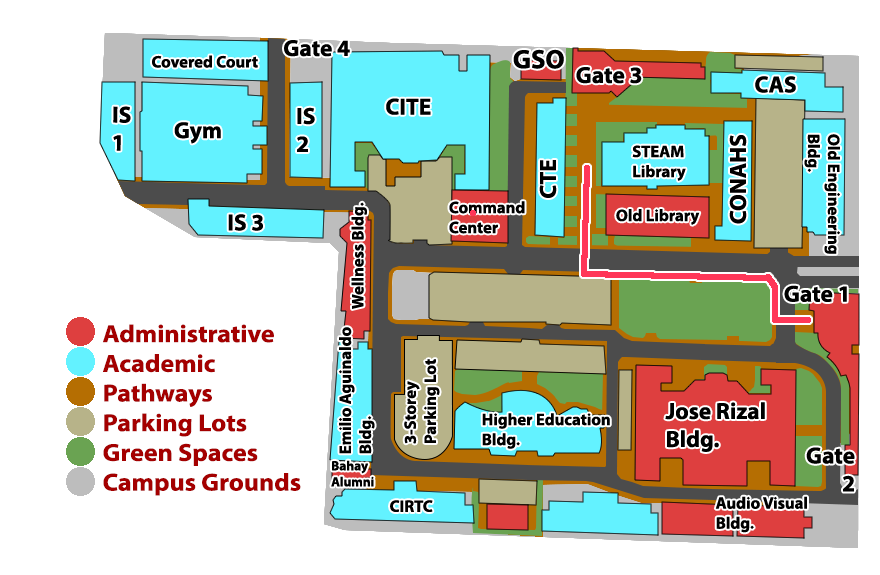 Gate 4
Covered Court
GSO
Gate 3
CAS
IS
1
Gym
IS
2
CITE
CTE
STEAM
Library
CONAHS
Old Engineering
Bldg.
Old Library
IS 3
Command
Center
Wellness Bldg.
Gate 1
Administrative
Academic
Pathways
Parking Lots
Green Spaces
Campus Grounds
Emilio Aguinaldo
Bldg.
3-Storey
Parking Lot
Higher Education
Bldg.
Jose Rizal
Bldg.
Gate
2
Bahay
Alumni
CIRTC
Audio Visual
Bldg.